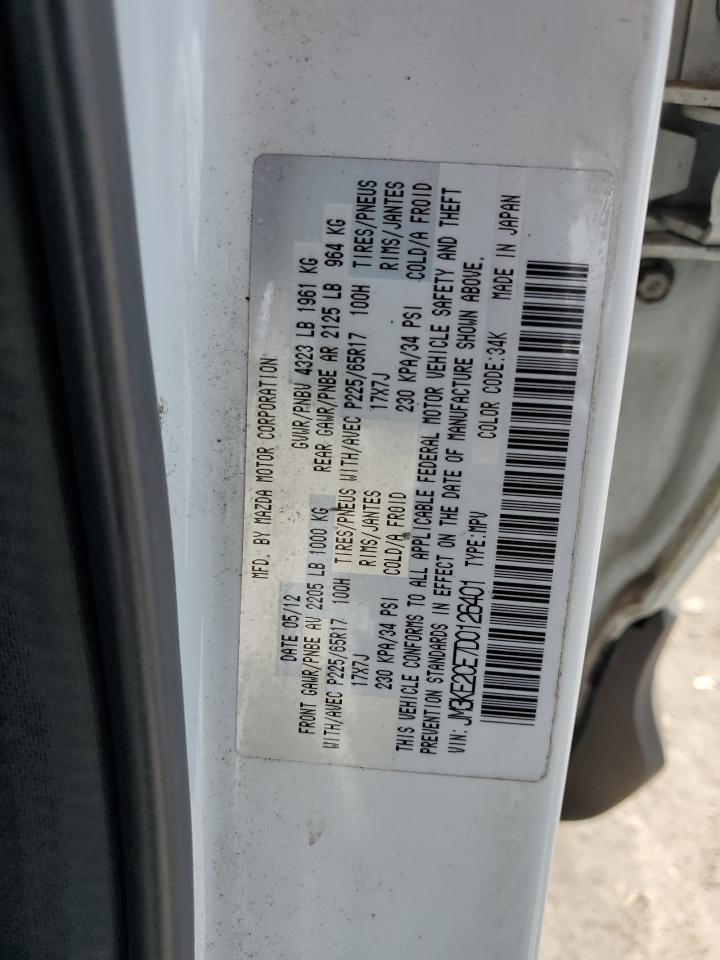 MFD. BY MAZDA MOTOR CORPORATION
DATE 05/12 GVWR/PNBV 4323 LB 1961 KG
FRONT GAWR/PNBE AV 2205 LB 1000 KG REAR GAWR/PNBE AR 2125 LB 964 KG
WITH/AVEC P225/65R17 100H TIRES/PNEUS WITH/AVEC P225/65R17 100H TIRES/PNEUS
17X7J RIMS/JANTES 17X7J RIMS/JANTES
230 KPA/34 PSI COLD/A FROID 230 KPA/34 PSI COLD/A FROID
THIS VEHICLE CONFORMS TO ALL APPLICABLE FEDERAL MOTOR VEHICLE SAFETY AND THEFT
PREVENTION STANDARDS IN EFFECT ON THE DATE OF MANUFACTURE SHOWN ABOVE.
VIN: JM3KE2CE7D0126401 TYPE:MPV COLOR CODE:34K MADE IN JAPAN